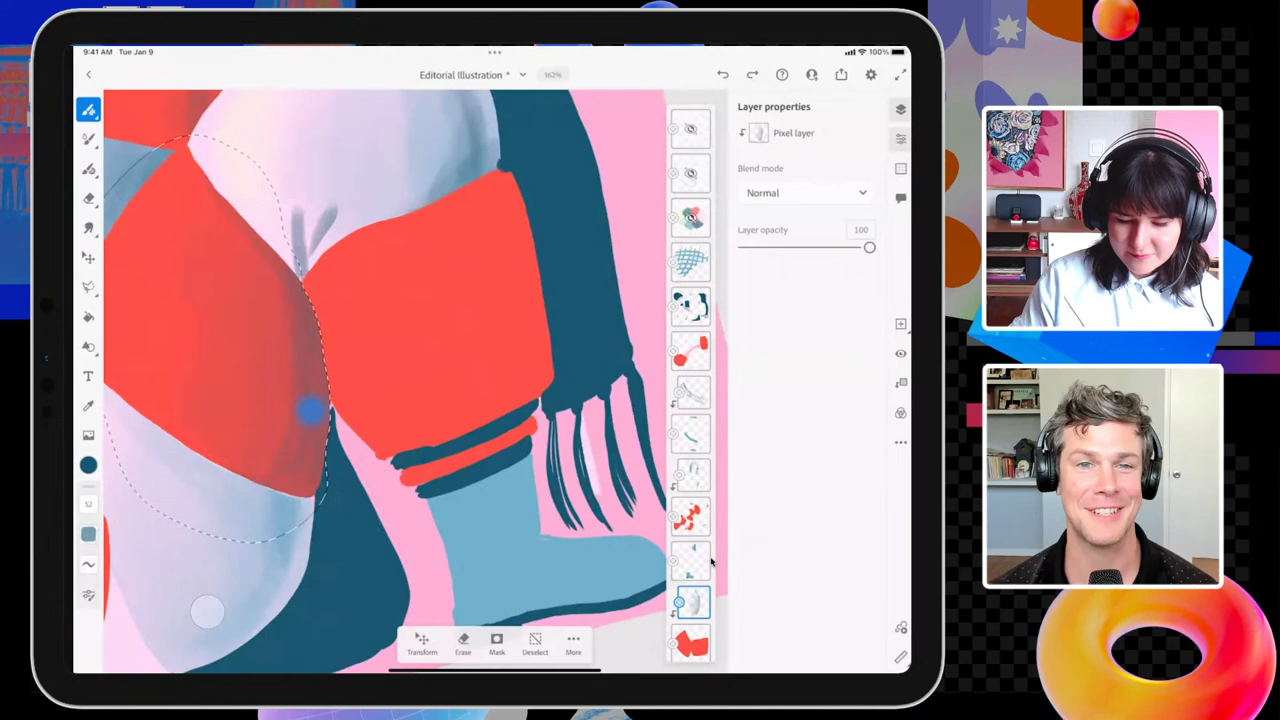 9:41 AM Tue Jan 9
100%
Editorial Illustration *
162%
Layer properties
Pixel layer
Blend mode
Normal
Layer opacity
100
T
52
Transform
Erase
Mask
Deselect
More